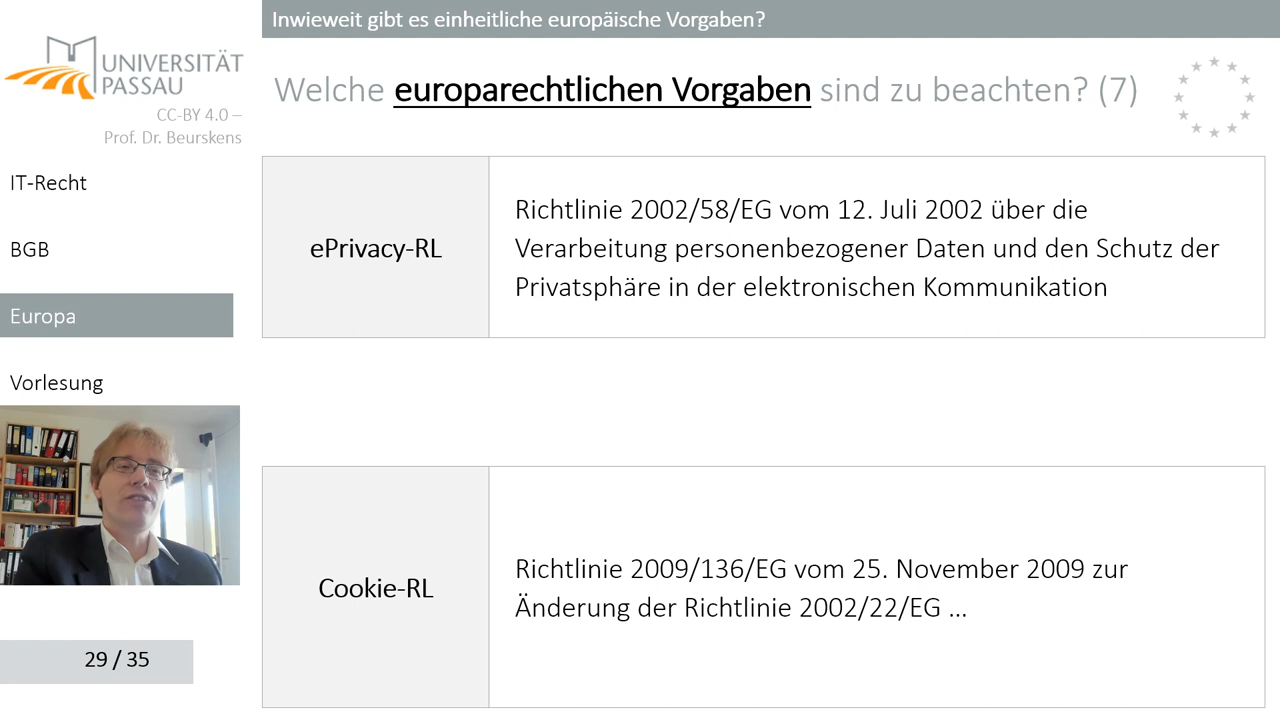 Inwieweit gibt es einheitliche europäische Vorgaben?
UNIVERSITÄT
PASSAU
CC-BY 4.0 –
Prof. Dr. Beurskens
Welche europarechtlichen Vorgaben sind zu beachten? (7)
IT-Recht
BGB
Europa
Vorlesung
29 / 35
ePrivacy-RL
Richtlinie 2002/58/EG vom 12. Juli 2002 über die
Verarbeitung personenbezogener Daten und den Schutz der
Privatsphäre in der elektronischen Kommunikation
Cookie-RL
Richtlinie 2009/136/EG vom 25. November 2009 zur
Änderung der Richtlinie 2002/22/EG ...